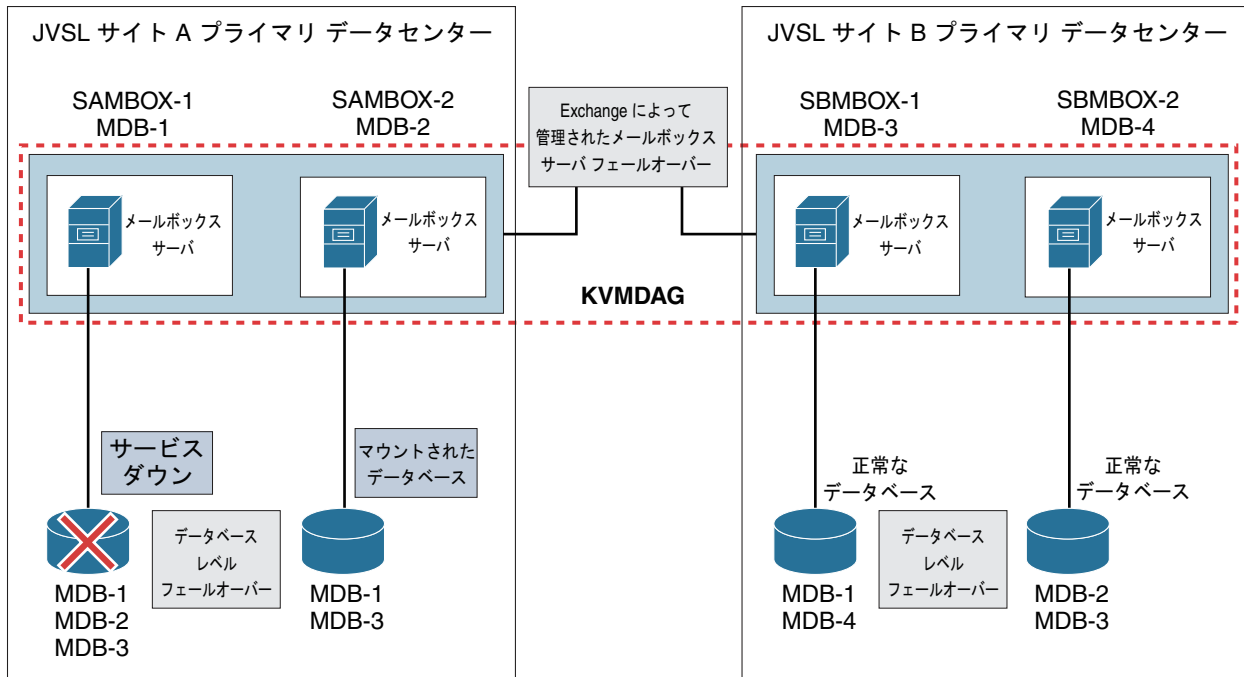 JVSL サイト A プライマリ データセンター
JVSL サイト B プライマリ データセンター
SAMBOX-1
MDB-1
SAMBOX-2
MDB-2
Exchange によって
管理されたメールボックス
サーバ フェールオーバー
SBMBOX-1
MDB-3
SBMBOX-2
MDB-4
メールボックス
サーバ
メールボックス
サーバ
メールボックス
サーバ
メールボックス
サーバ
KVMDAG
サービス
ダウン
マウントされた
データベース
正常な
データベース
正常な
データベース
データベース
レベル
フェールオーバー
データベース
レベル
フェールオーバー
MDB-1
MDB-2
MDB-3
MDB-1
MDB-3
MDB-1
MDB-4
MDB-2
MDB-3